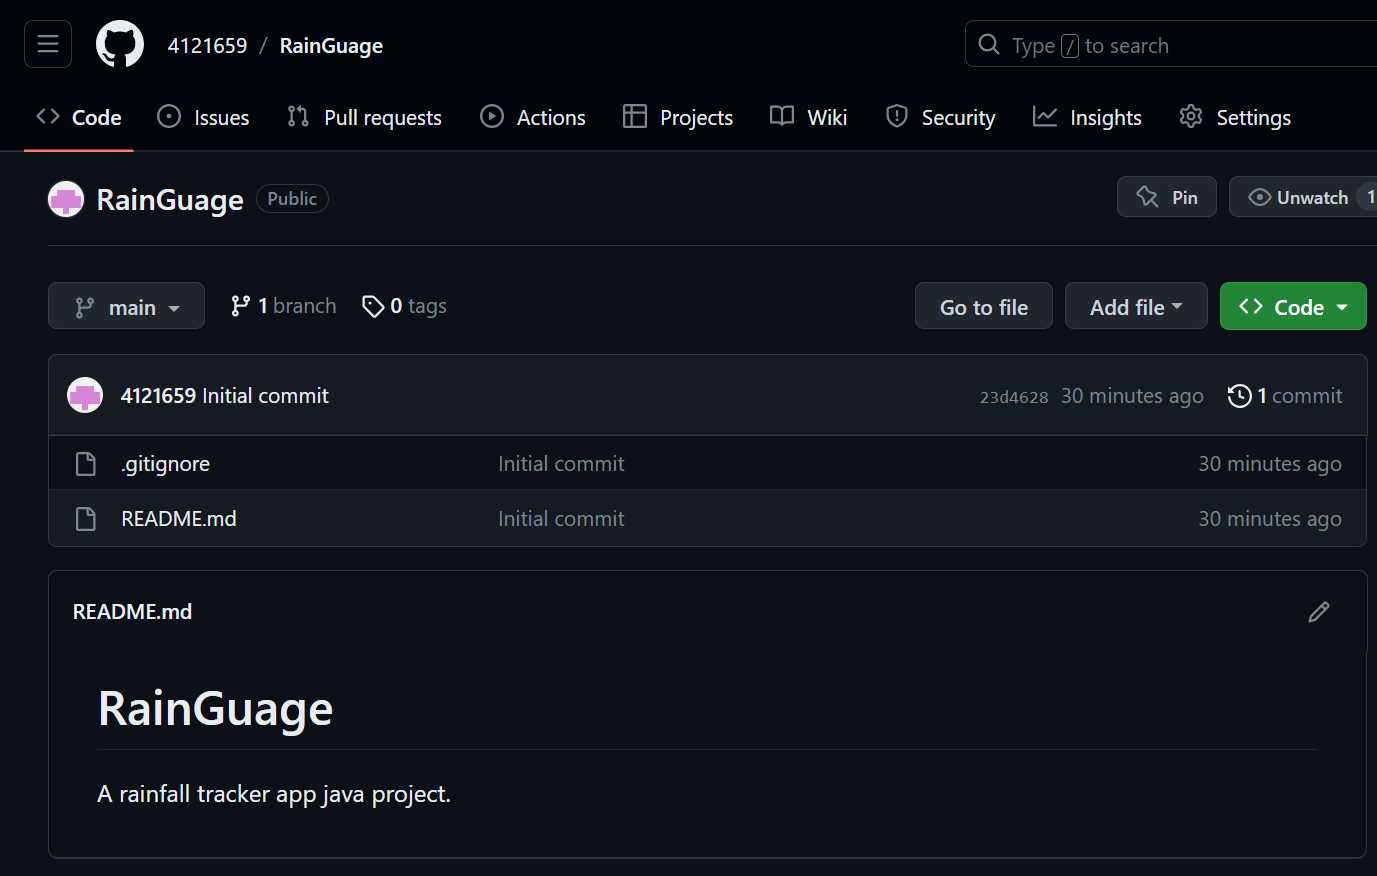 4121659 / RainGuage
Type / to search
Code Issues Pull requests Actions Projects Wiki Security Insights Settings
RainGuage Public Pin Unwatch 1
main 1 branch 0 tags Go to file Add file Code
4121659 Initial commit 23d4628 30 minutes ago 1 commit
.gitignore Initial commit 30 minutes ago
README.md Initial commit 30 minutes ago
README.md
RainGuage
A rainfall tracker app java project.